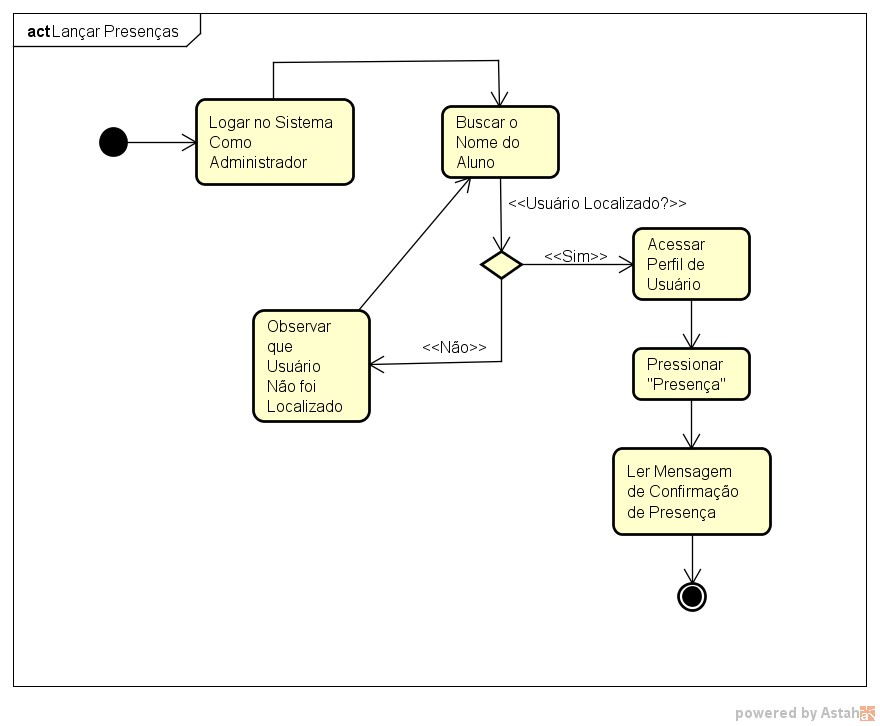 act Lançar Presenças
Logar no Sistema
Como
Administrador
Buscar o
Nome do
Aluno
<<Usuário Localizado?>>
<<Sim>>
Acessar
Perfil de
Usuário
Observar
que
Usuário
Não foi
Localizado
<<Não>>
Pressionar
"Presença"
Ler Mensagem
de Confirmação
de Presença
powered by Astah